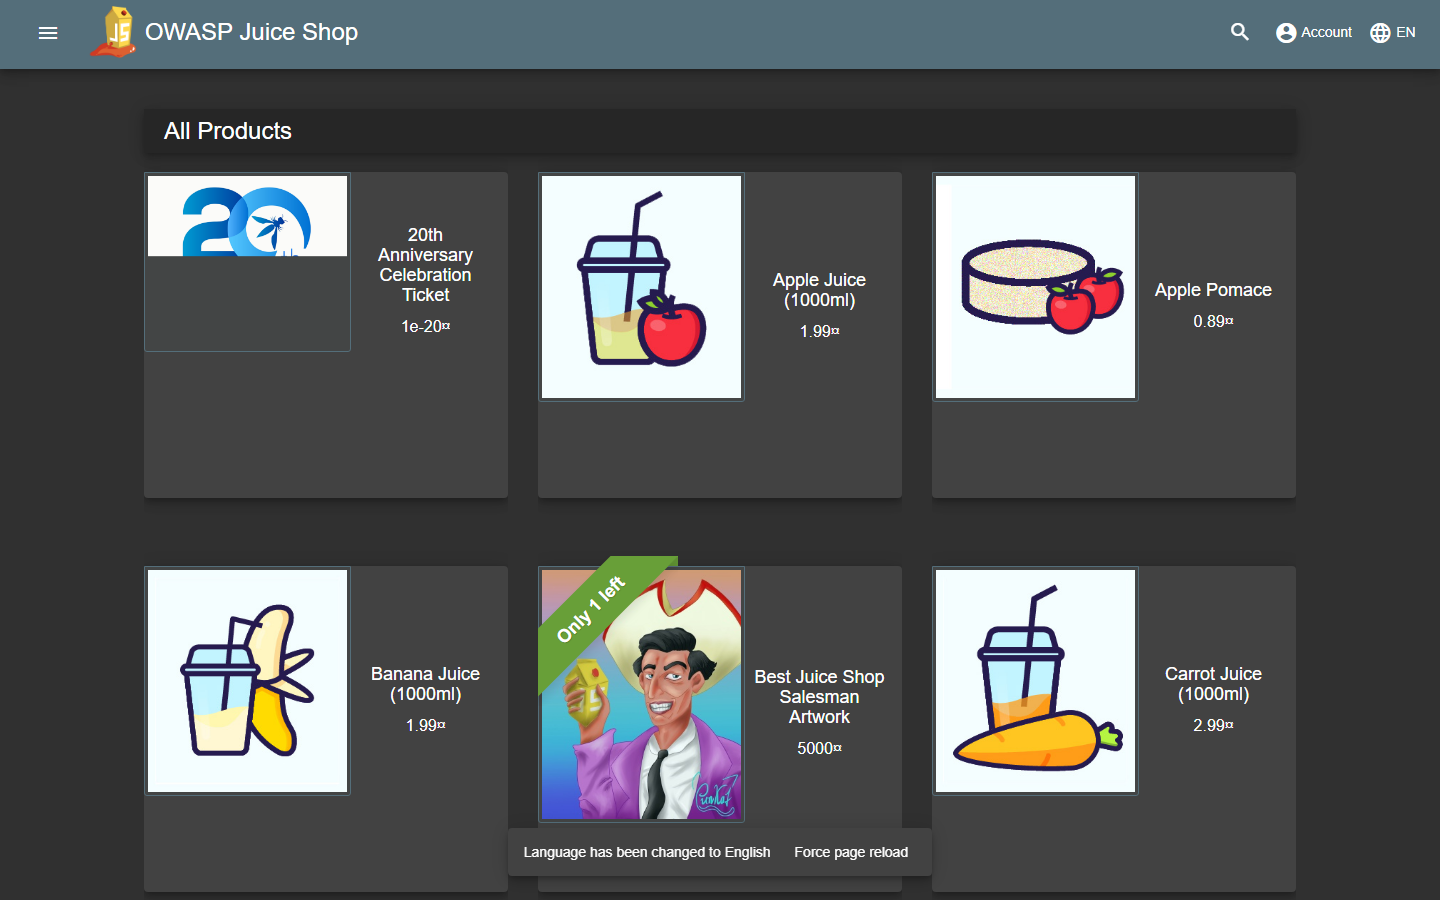 OWASP Juice Shop
Account
EN
All Products
20
20th
Anniversary
Celebration
Ticket
1e-20¤
Apple Juice
(1000ml)
1.99¤
Apple Pomace
0.89¤
Banana Juice
(1000ml)
1.99¤
Only 1 left
Best Juice Shop
Salesman
Artwork
5000¤
Carrot Juice
(1000ml)
2.99¤
Language has been changed to English
Force page reload